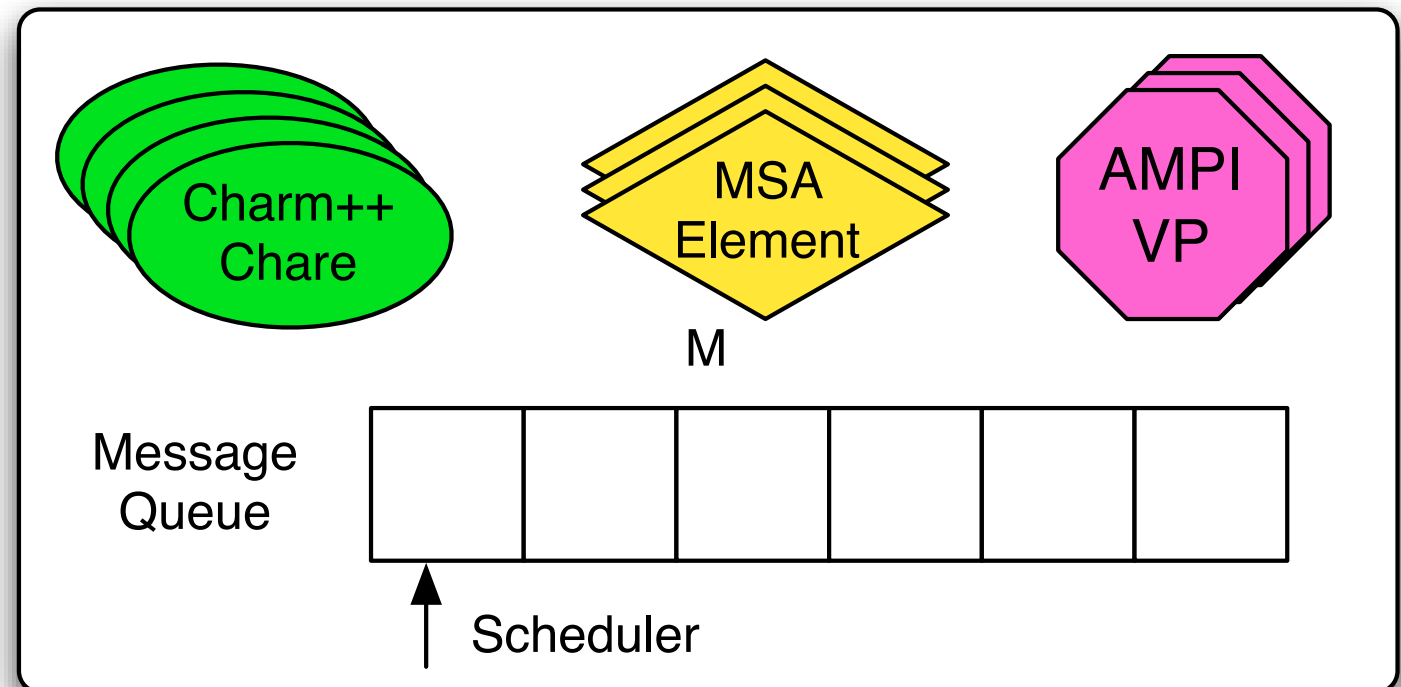 Charm++
Chare
MSA
Element
AMPI
VP
M
Message
Queue
Scheduler